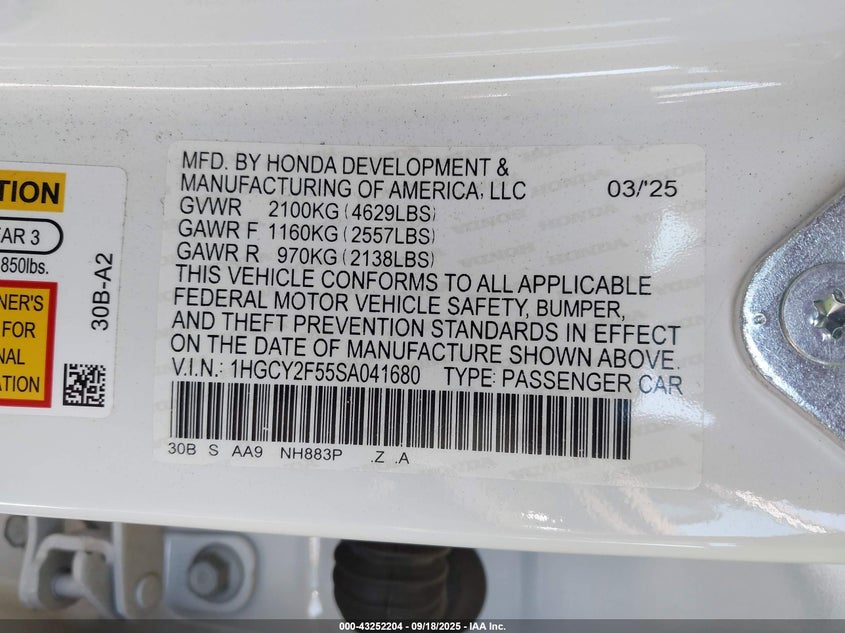 TION
AR 3
850lbs.
NER'S
FOR
NAL
ATION
30B-A2
MFD. BY HONDA DEVELOPMENT &
MANUFACTURING OF AMERICA, LLC 03/'25
GVWR 2100KG (4629LBS)
GAWR F 1160KG (2557LBS)
GAWR R 970KG (2138LBS)
THIS VEHICLE CONFORMS TO ALL APPLICABLE
FEDERAL MOTOR VEHICLE SAFETY, BUMPER,
AND THEFT PREVENTION STANDARDS IN EFFECT
ON THE DATE OF MANUFACTURE SHOWN ABOVE.
V.I.N.: 1HGCY2F55SA041680 TYPE: PASSENGER CAR
30B S AA9 NH883P .Z .A
000-43252204 - 09/18/2025 - IAA Inc.